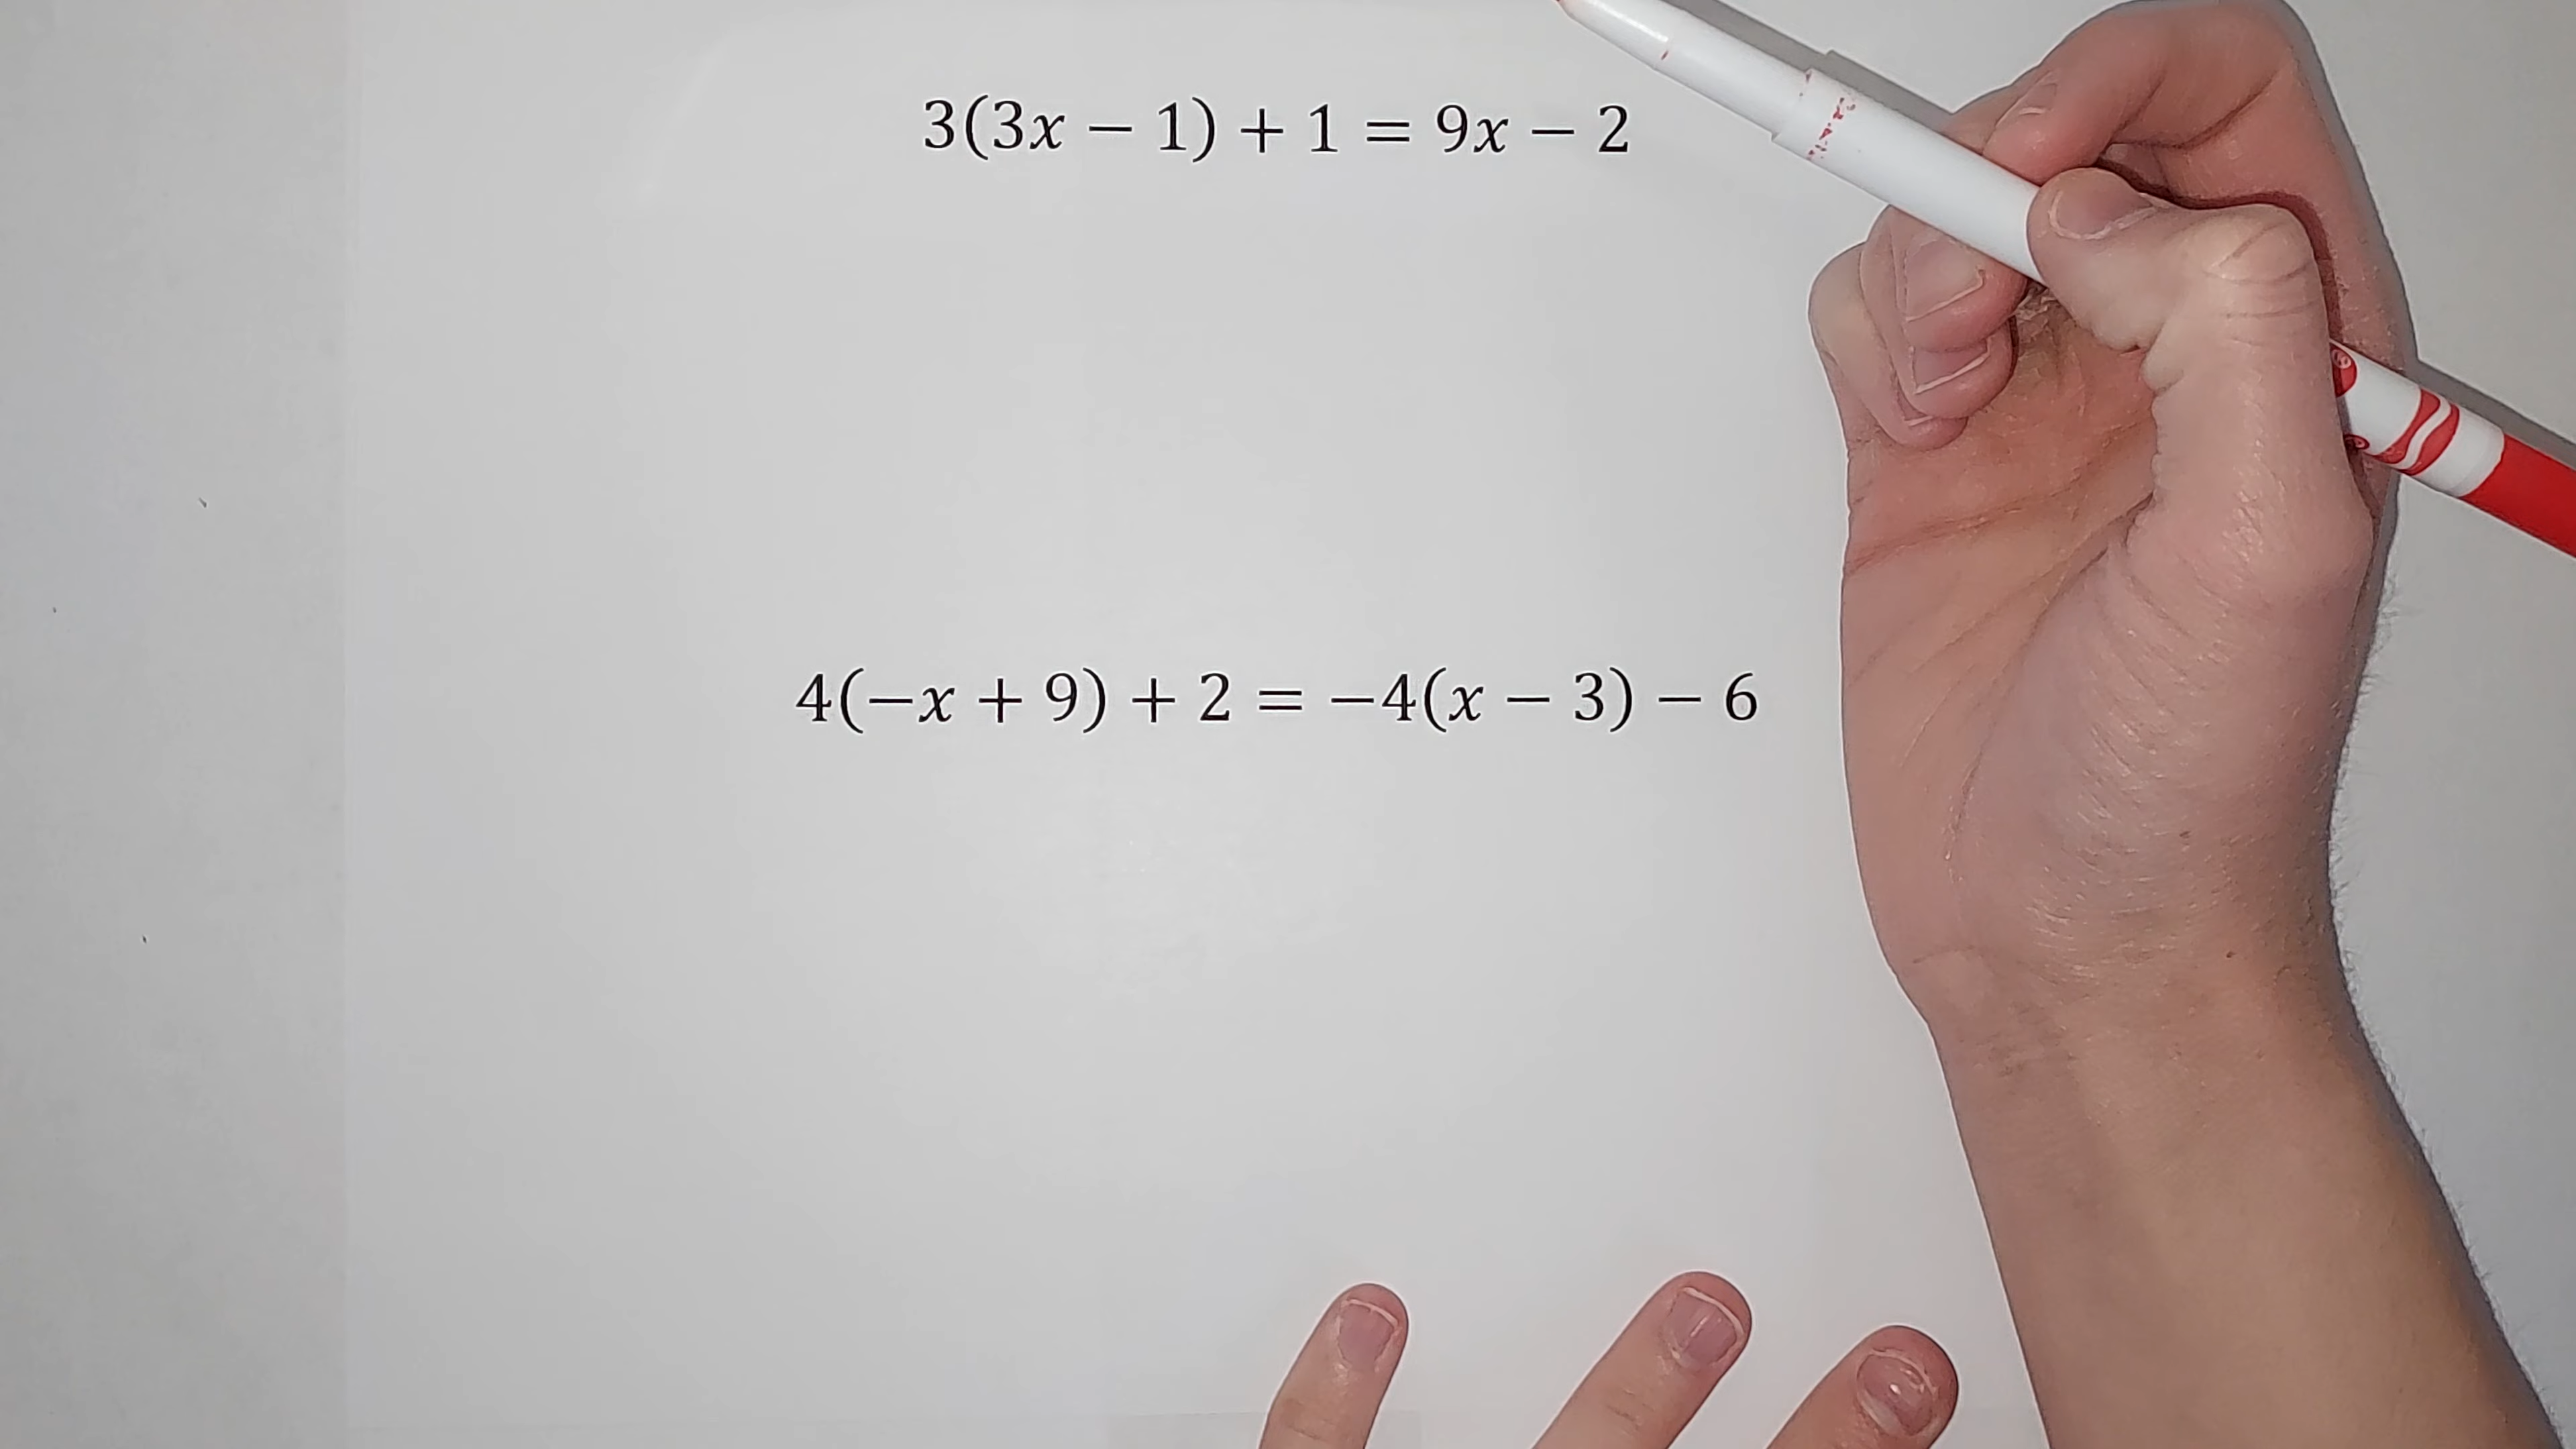 3(3x − 1) + 1 = 9x − 2
4(−x + 9) + 2 = −4(x − 3) − 6